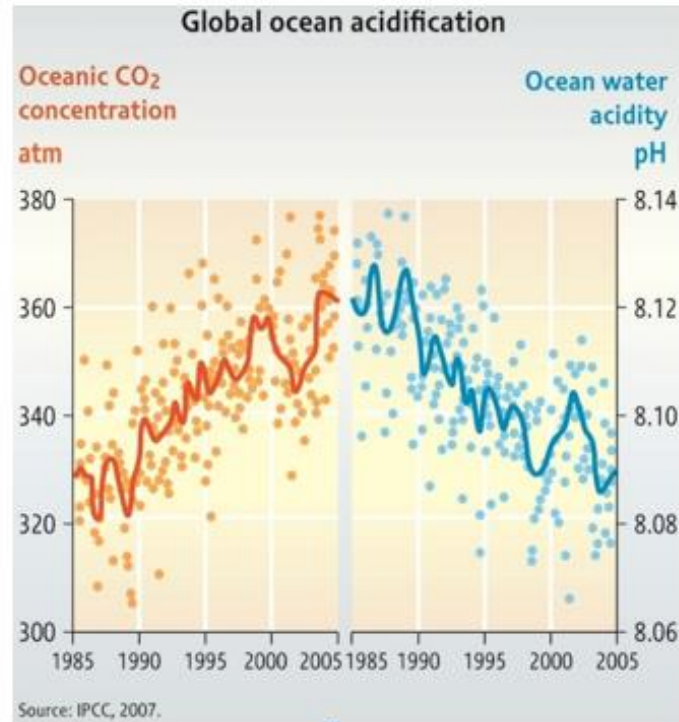 Global ocean acidification
Oceanic CO₂
concentration
atm
Ocean water
acidity
pH
380
360
340
320
300
8.14
8.12
8.10
8.08
8.06
1985 1990 1995 2000 2005
1985 1990 1995 2000 2005
Source: IPCC, 2007.